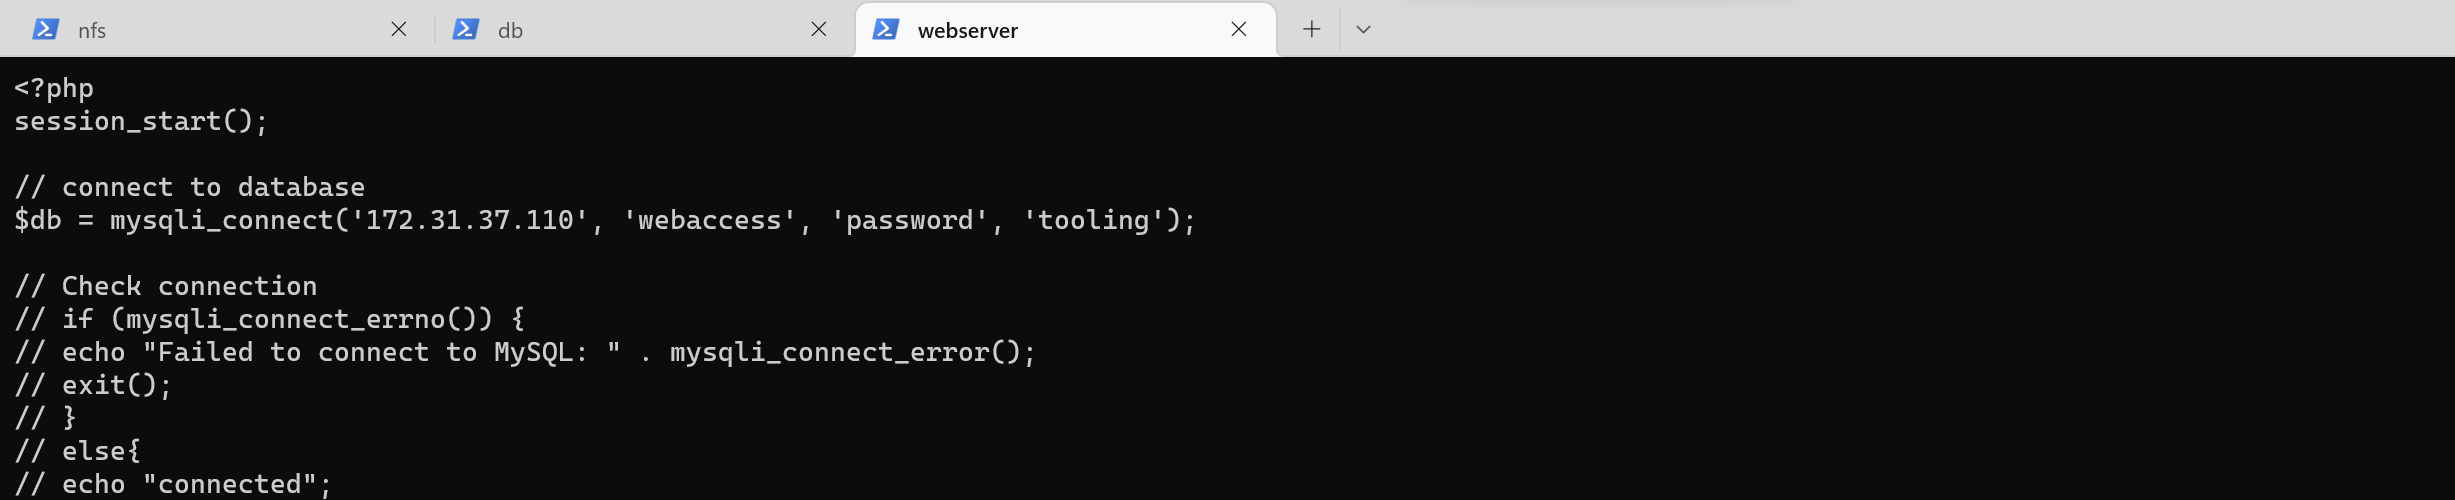 nfs db webserver
<?php
session_start();
// connect to database
$db = mysqli_connect('172.31.37.110', 'webaccess', 'password', 'tooling');
// Check connection
// if (mysqli_connect_errno()) {
// echo "Failed to connect to MySQL: " . mysqli_connect_error();
// exit();
// }
// else{
// echo "connected";